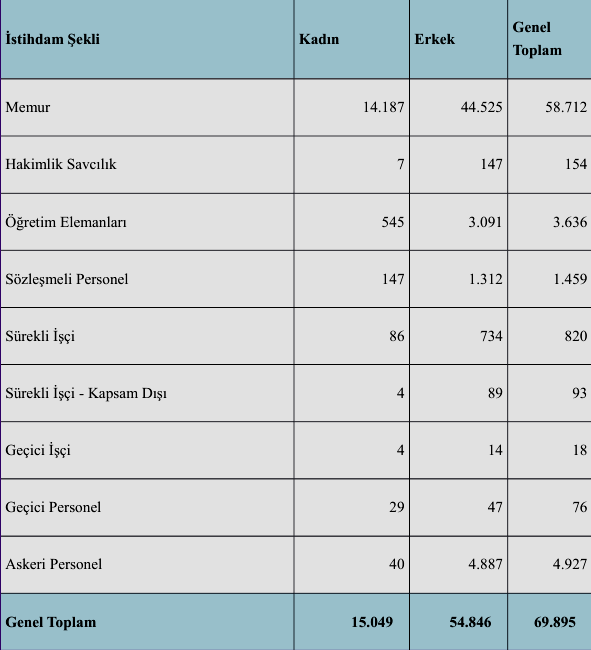 İstihdam Şekli Kadın Erkek Genel Toplam
Memur 14.187 44.525 58.712
Hakimlik Savcılık 7 147 154
Öğretim Elemanları 545 3.091 3.636
Sözleşmeli Personel 147 1.312 1.459
Sürekli İşçi 86 734 820
Sürekli İşçi - Kapsam Dışı 4 89 93
Geçici İşçi 4 14 18
Geçici Personel 29 47 76
Askeri Personel 40 4.887 4.927
Genel Toplam 15.049 54.846 69.895